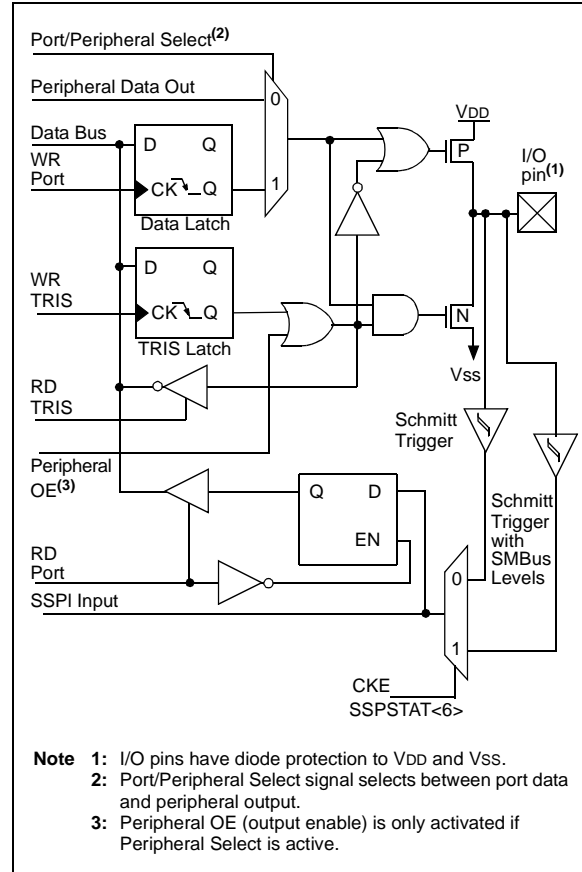 Port/Peripheral Select(2)
Peripheral Data Out
0
1
Data Bus
WR
Port
D Q
CK Q
Data Latch
VDD
P
I/O
pin(1)
WR
TRIS
D Q
CK Q
TRIS Latch
N
VSS
RD
TRIS
Schmitt
Trigger
Peripheral
OE(3)
Q D
EN
Schmitt
Trigger
with
SMBus
Levels
RD
Port
SSPI Input
0
1
CKE
SSPSTAT<6>
Note 1: I/O pins have diode protection to VDD and VSS.
2: Port/Peripheral Select signal selects between port data
and peripheral output.
3: Peripheral OE (output enable) is only activated if
Peripheral Select is active.